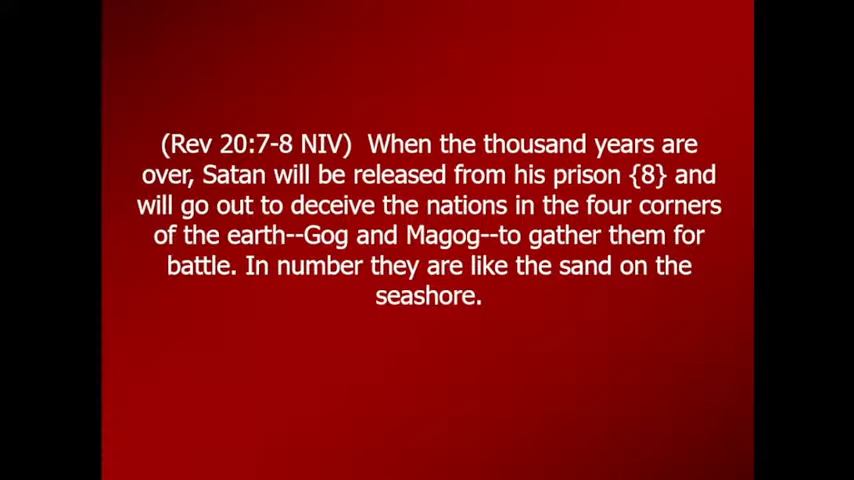 (Rev 20:7-8 NIV)  When the thousand years are
over, Satan will be released from his prison {8} and
will go out to deceive the nations in the four corners
of the earth--Gog and Magog--to gather them for
battle. In number they are like the sand on the
seashore.